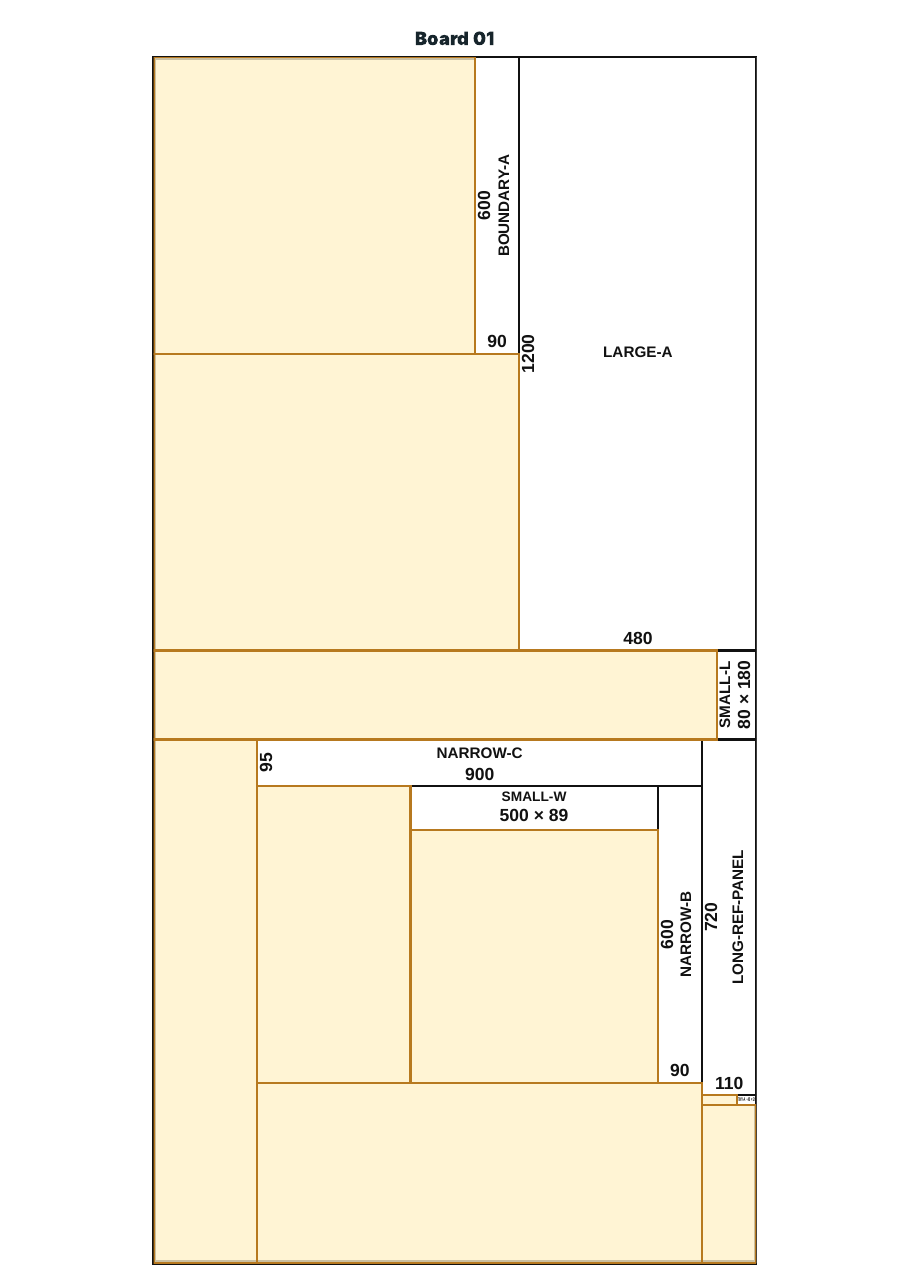 Board 01
600
BOUNDARY-A
90
1200
LARGE-A
480
SMALL-L
80 × 180
95
NARROW-C
900
SMALL-W
500 × 89
600
NARROW-B
90
720
LONG-REF-PANEL
110